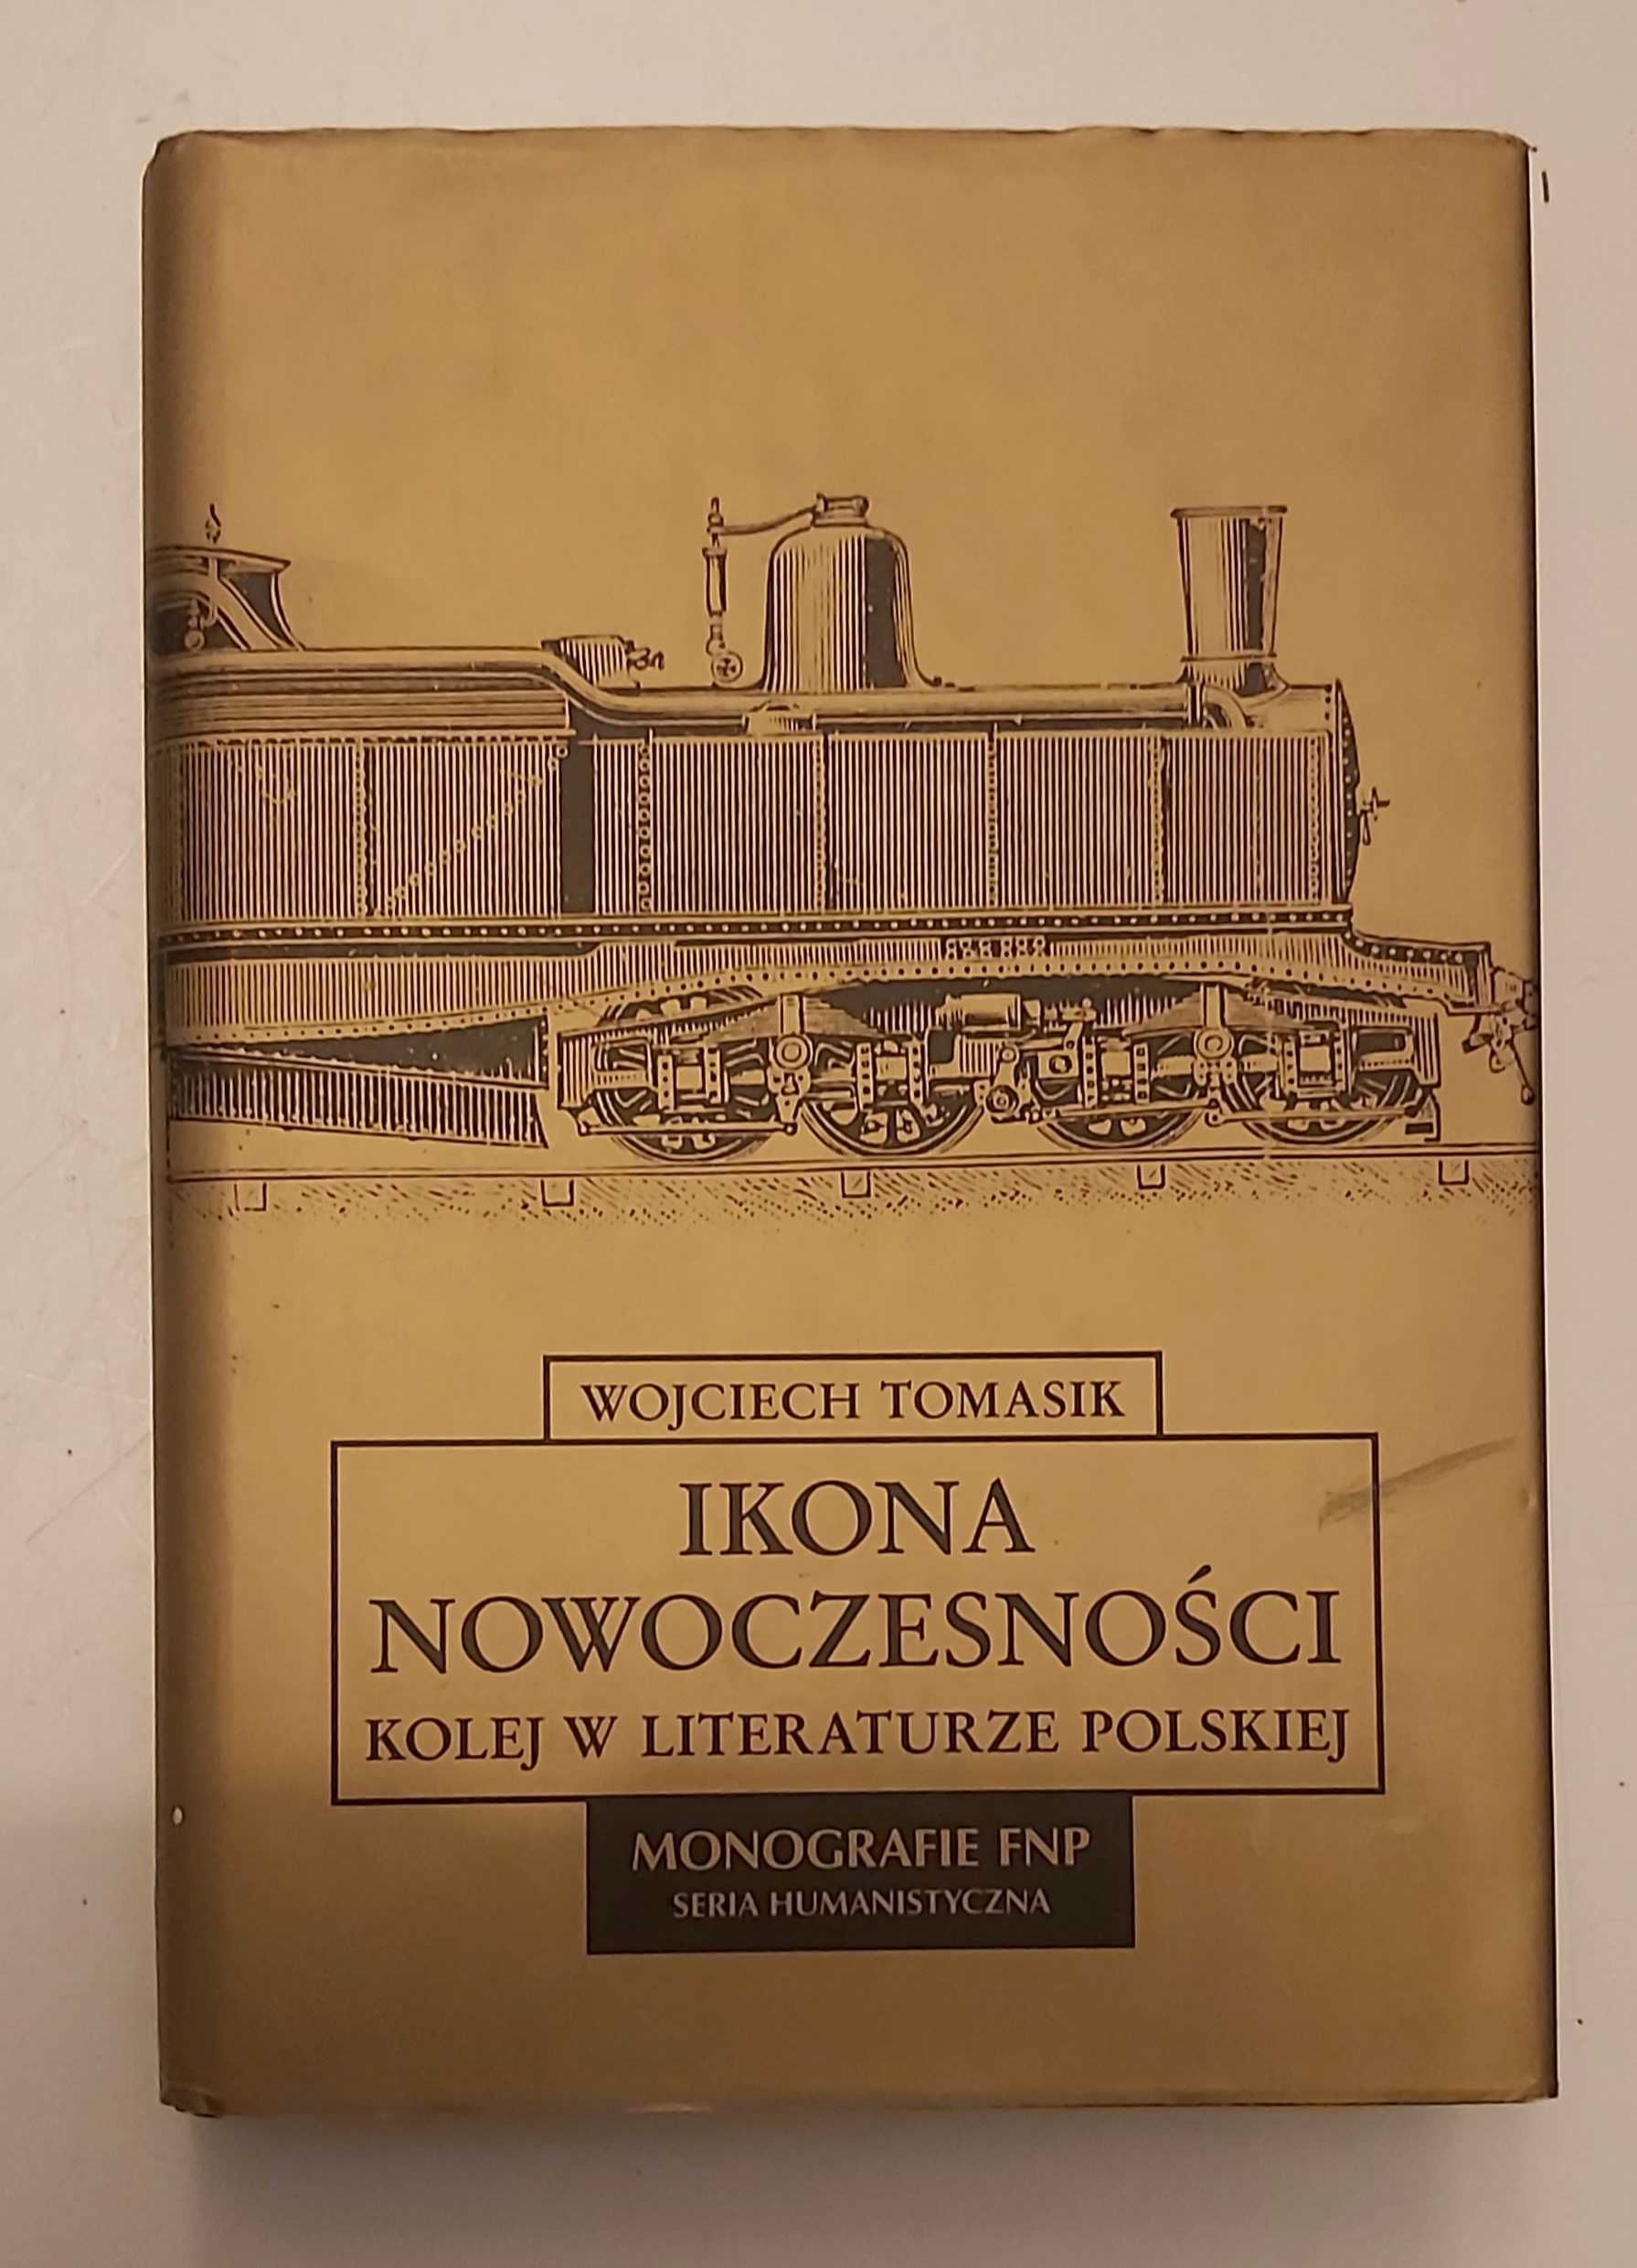 WOJCIECH TOMASIK
IKONA
NOWOCZESNOŚCI
KOLEJ W LITERATURZE POLSKIEJ
MONOGRAFIE FNP
SERIA HUMANISTYCZNA